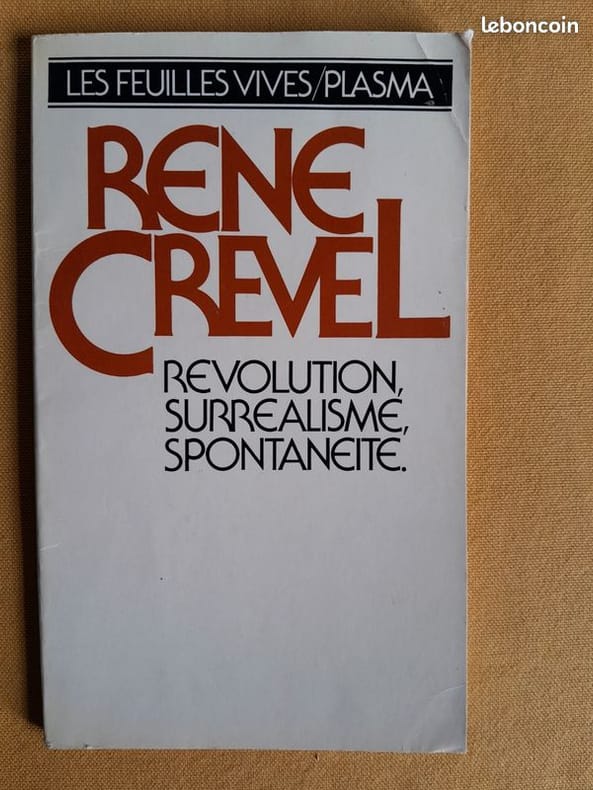 leboncoin
LES FEUILLES VIVES/PLASMA
RENE
CREVEL
REVOLUTION,
SURREALISME,
SPONTANEITE.